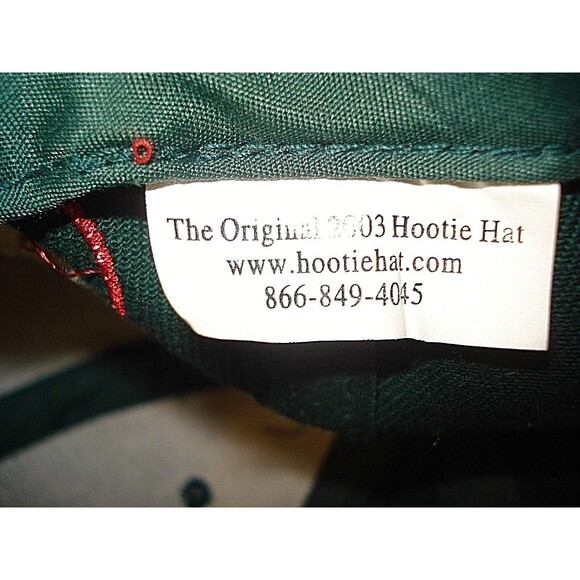 The Original 2003 Hootie Hat
www.hootiehat.com
866-849-4045